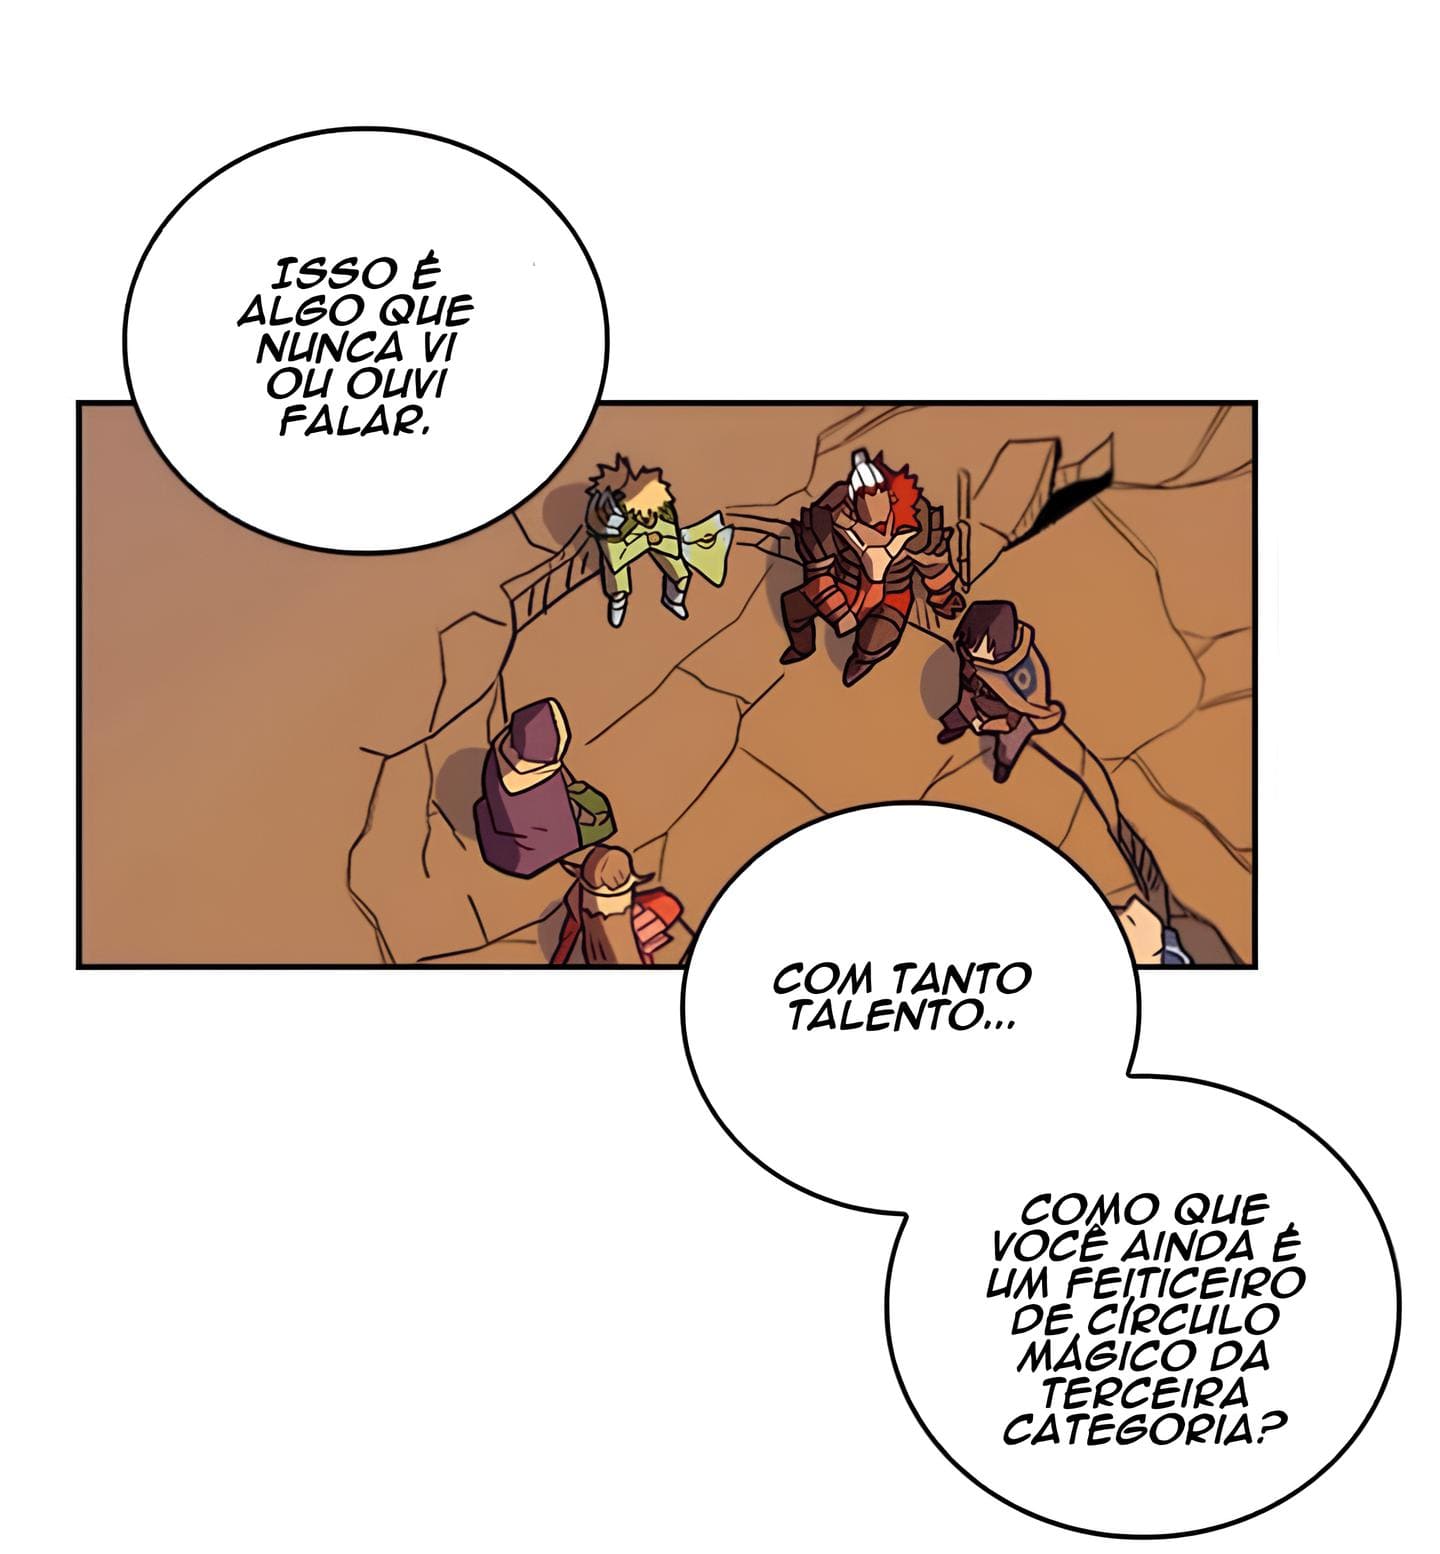 ISSO É
ALGO QUE
NUNCA VI
OU OUVI
FALAR.
COM TANTO
TALENTO...
COMO QUE
VOCÊ AINDA É
UM FEITICEIRO
DE CÍRCULO
MÁGICO DA
TERCEIRA
CATEGORIA?